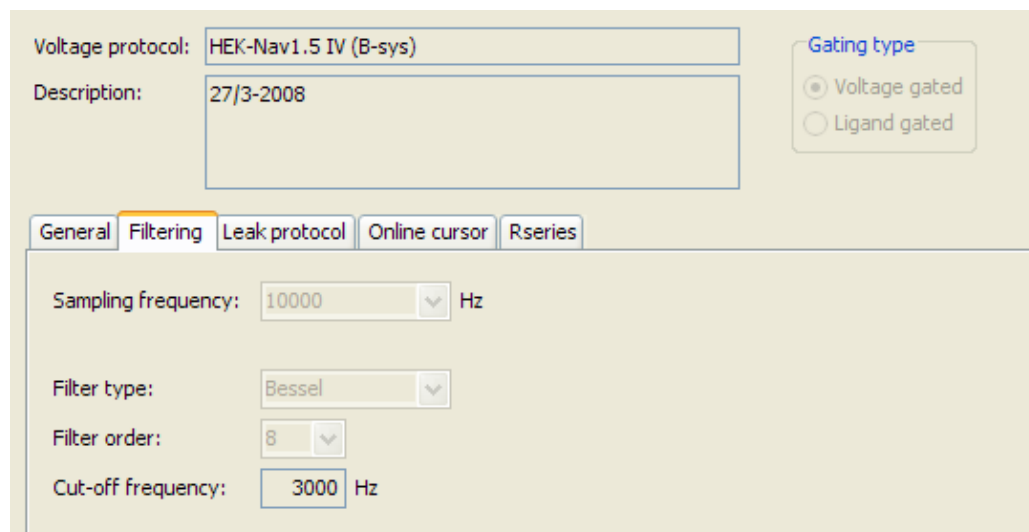 Voltage protocol: HEK-Nav1.5 IV (B-sys)
Gating type
Description: 27/3-2008
Voltage gated
Ligand gated
General Filtering Leak protocol Online cursor Rseries
Sampling frequency: 10000 Hz
Filter type: Bessel
Filter order: 8
Cut-off frequency: 3000 Hz